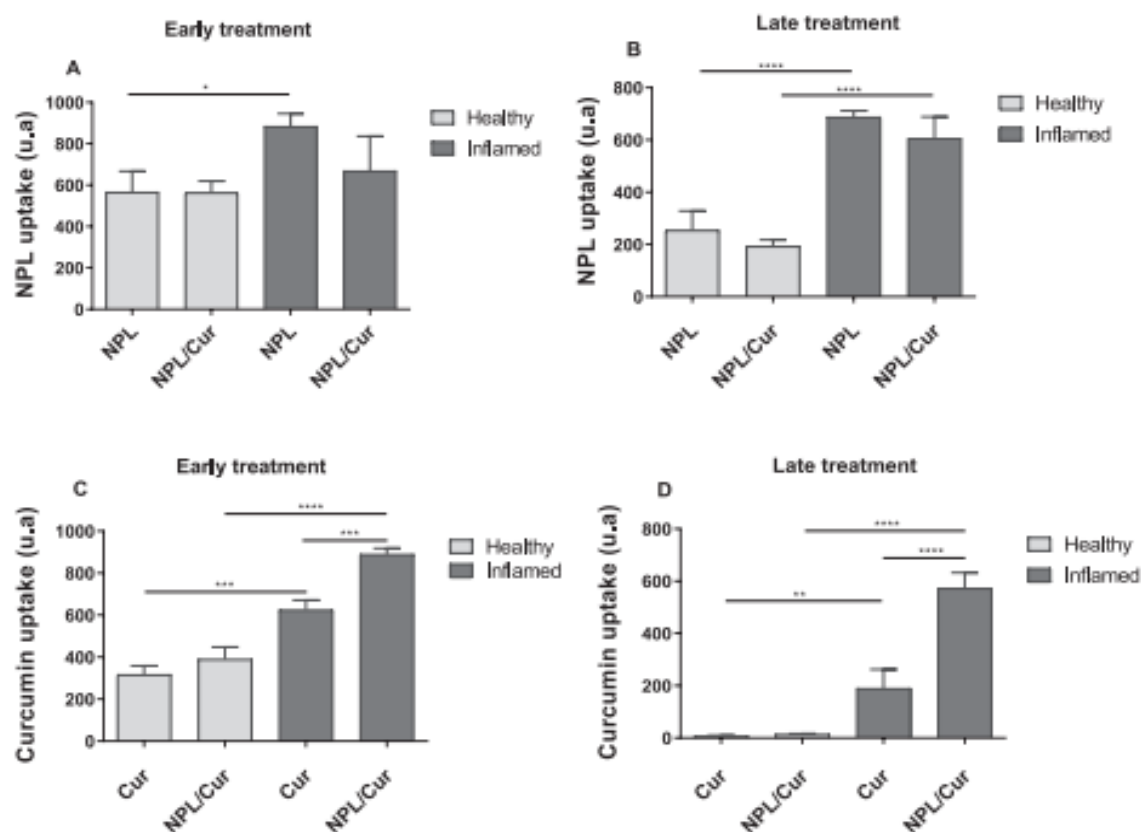 Early treatment
A
*
1000
800
600
400
200
0
NPL uptake (u.a)
NPL
NPL/Cur
NPL
NPL/Cur
Healthy
Inflamed
Late treatment
B
****
****
800
600
400
200
0
NPL uptake (u.a)
NPL
NPL/Cur
NPL
NPL/Cur
Healthy
Inflamed
Early treatment
C
****
***
***
1000
800
600
400
200
0
Curcumin uptake (u.a)
Cur
NPL/Cur
Cur
NPL/Cur
Healthy
Inflamed
Late treatment
D
****
****
**
800
600
400
200
0
Curcumin uptake (u.a)
Cur
NPL/Cur
Cur
NPL/Cur
Healthy
Inflamed